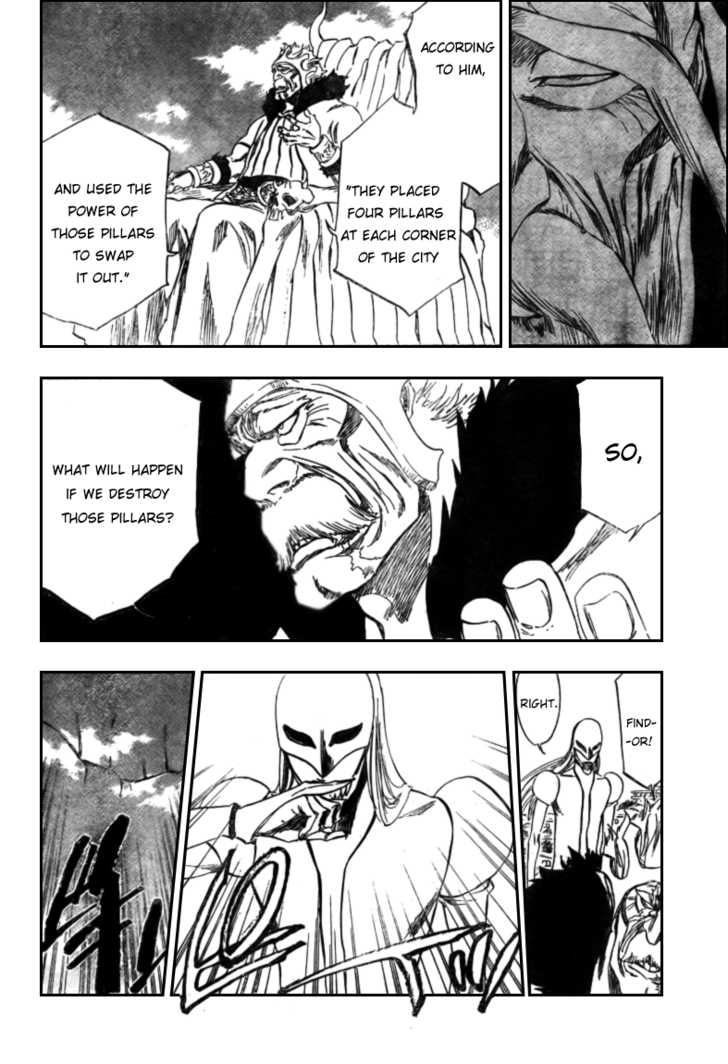 ACCORDING
TO HIM,
"THEY PLACED
FOUR PILLARS
AT EACH CORNER
OF THE CITY
AND USED THE
POWER OF
THOSE PILLARS
TO SWAP
IT OUT."
SO,
WHAT WILL HAPPEN
IF WE DESTROY
THOSE PILLARS?
FIND-
-OR!
RIGHT.